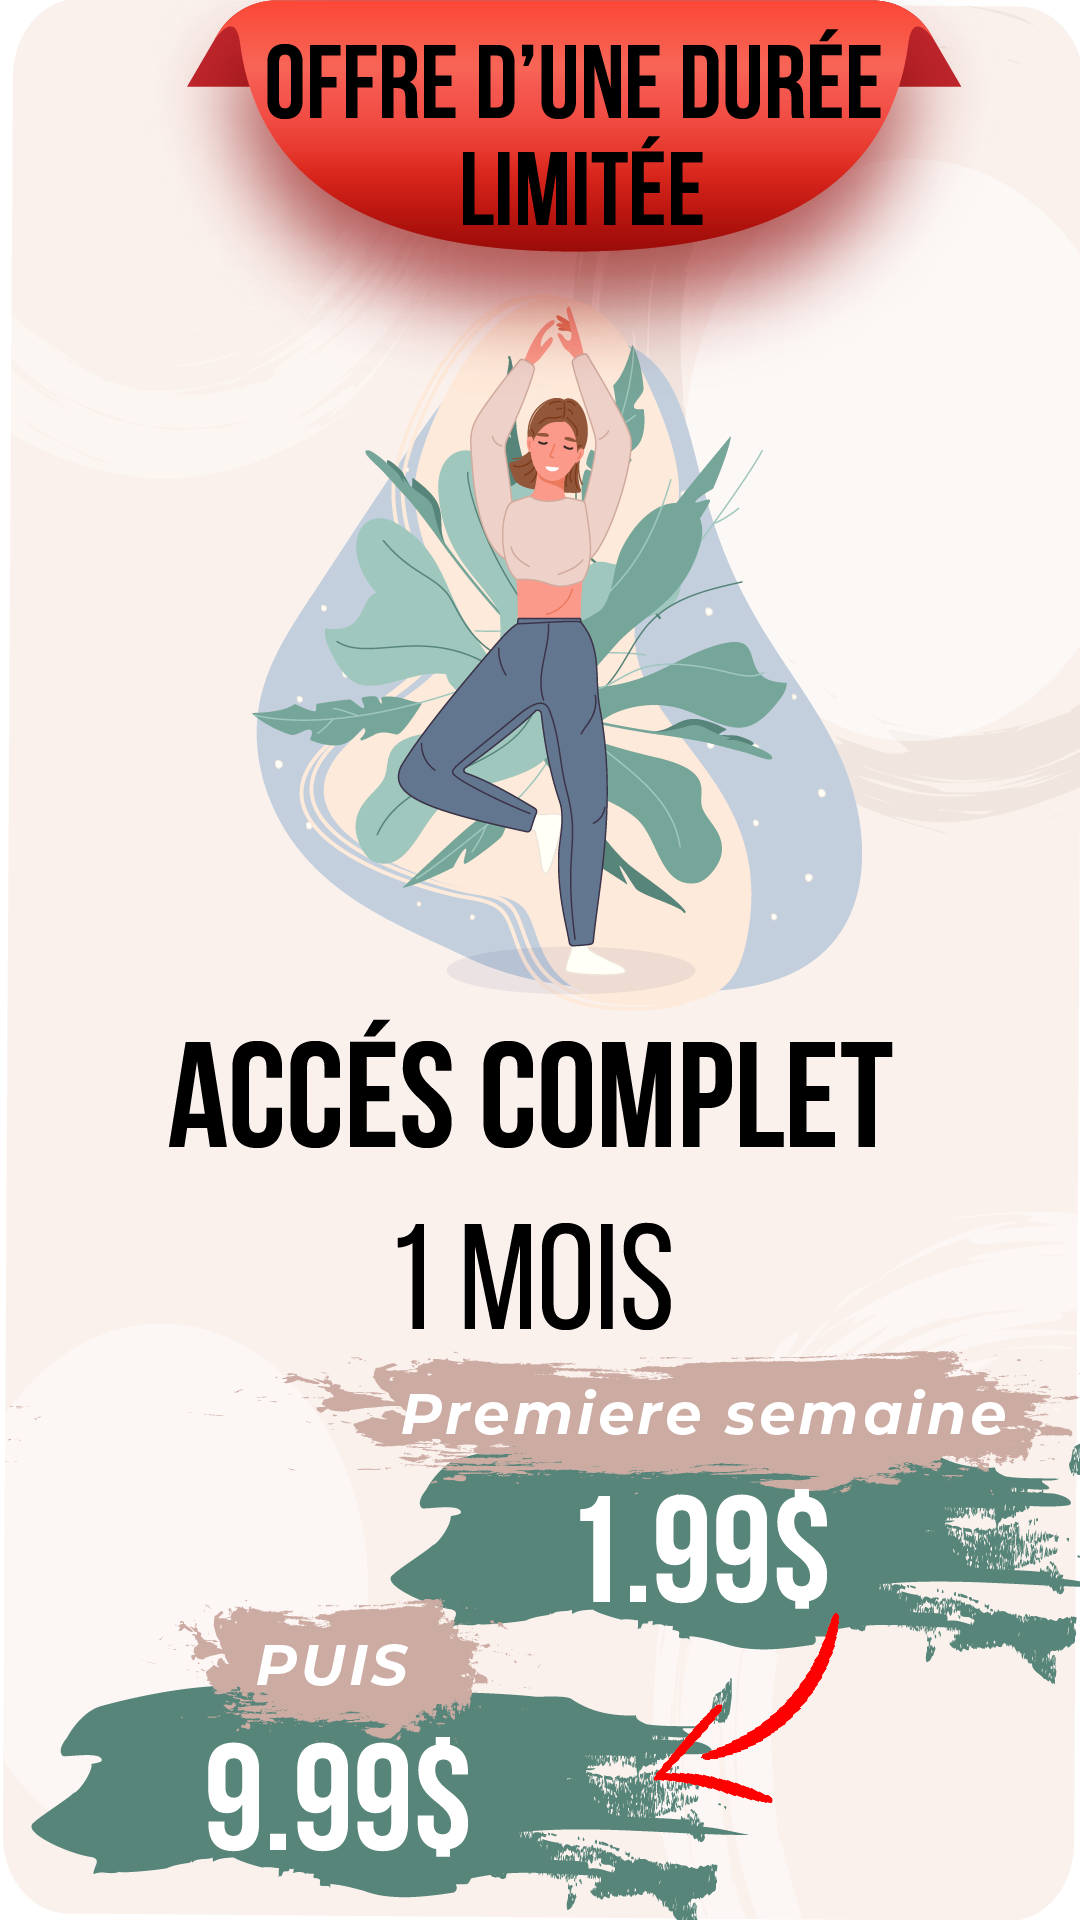 OFFRE D’UNE DURÉE
LIMITÉE
ACCÉS COMPLET
1 MOIS
Premiere semaine
1.99$
PUIS
9.99$